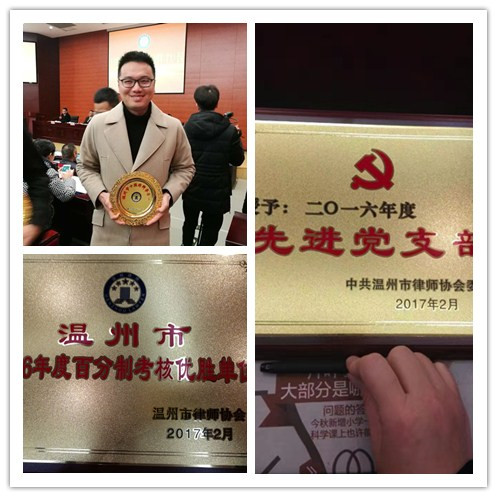 予：二〇一六年度
先进党支部
中共温州市律师协会委
2017年2月
温州市
6年度百分制考核优胜单
温州市律师协会
2017年2月
大部分是
问题的答
今秋新增小学一
科学课上也许